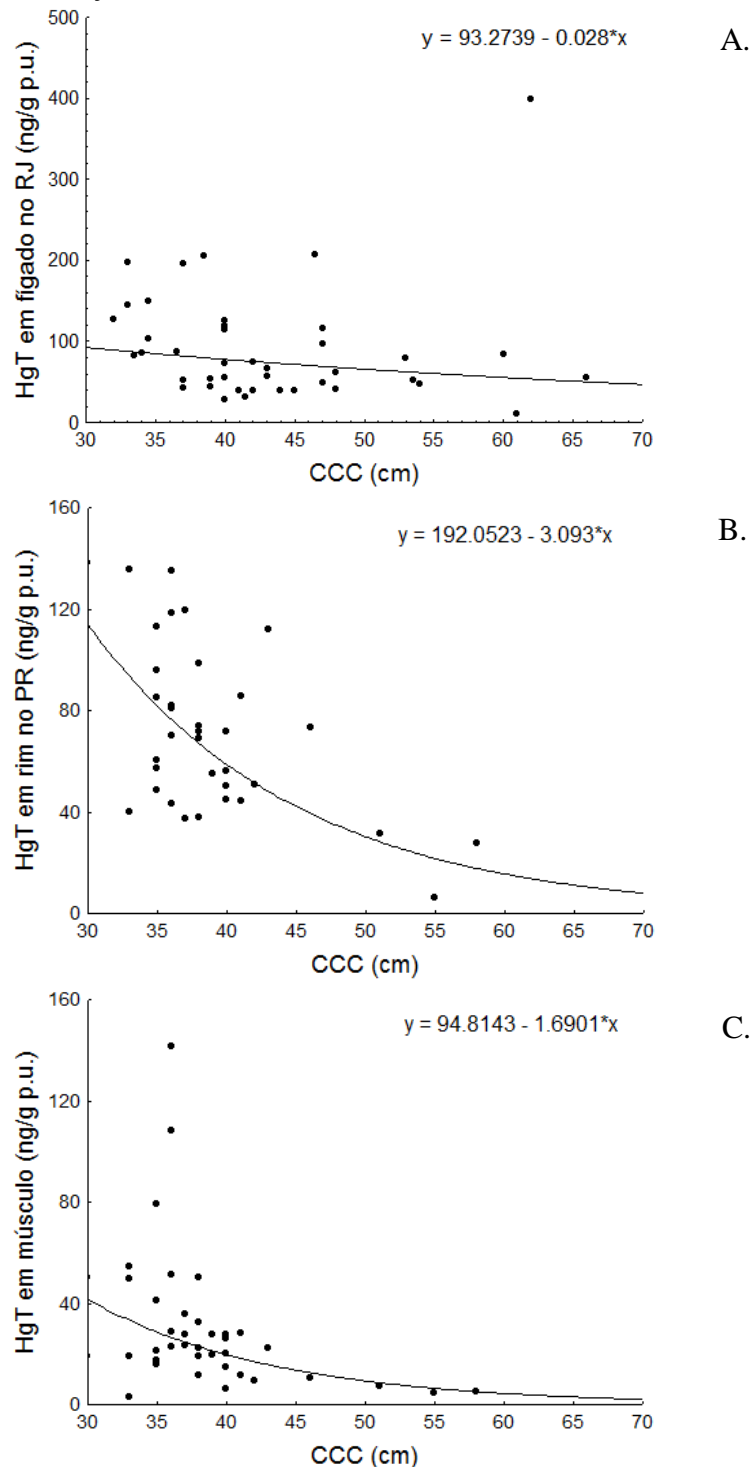 y = 93.2739 - 0.028*x
A.
HgT em fígado no RJ (ng/g p.u.)
500
400
300
200
100
0
30 35 40 45 50 55 60 65 70
CCC (cm)
y = 192.0523 - 3.093*x
B.
HgT em rim no PR (ng/g p.u.)
160
120
80
40
0
30 35 40 45 50 55 60 65 70
CCC (cm)
y = 94.8143 - 1.6901*x
C.
HgT em músculo (ng/g p.u.)
160
120
80
40
0
30 35 40 45 50 55 60 65 70
CCC (cm)